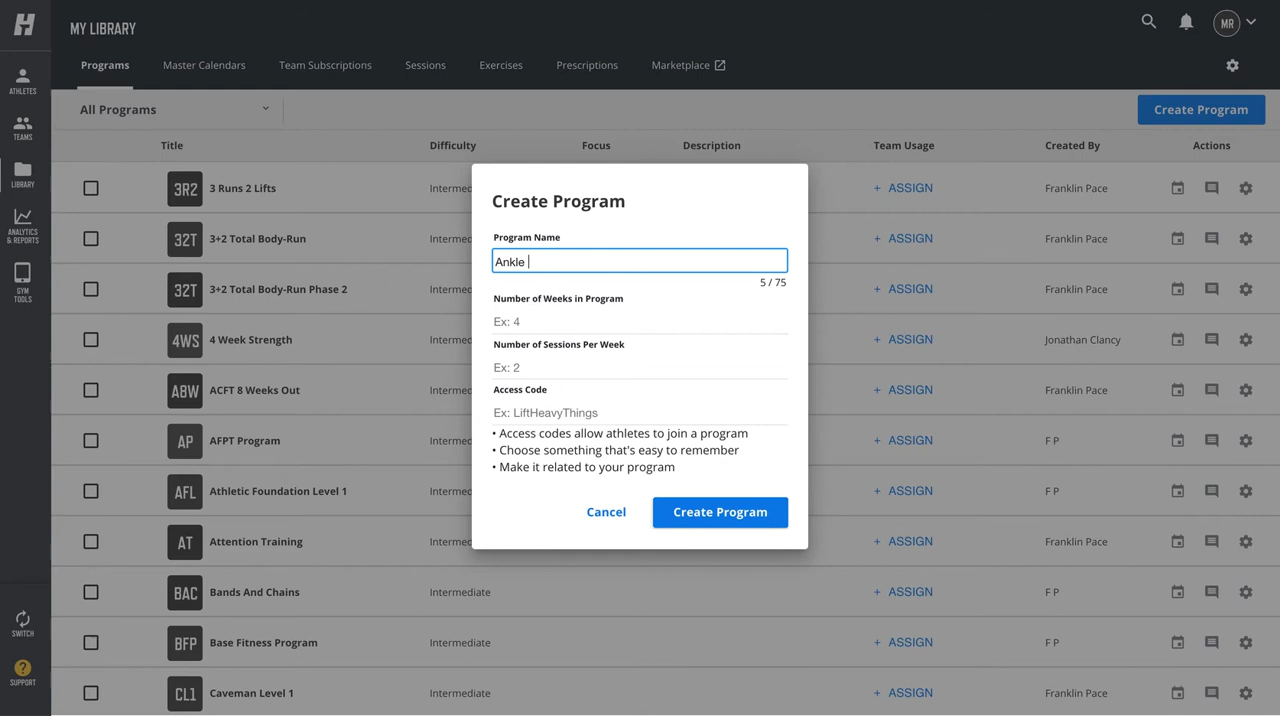 H
MY LIBRARY
MR
Programs Master Calendars Team Subscriptions Sessions Exercises Prescriptions Marketplace
All Programs
Create Program
Title Difficulty Focus Description Team Usage Created By Actions
3R2 3 Runs 2 Lifts Intermed + ASSIGN Franklin Pace
32T 3+2 Total Body-Run Intermed + ASSIGN Franklin Pace
32T 3+2 Total Body-Run Phase 2 Intermed + ASSIGN Franklin Pace
4WS 4 Week Strength Intermed + ASSIGN Jonathan Clancy
A8W ACFT 8 Weeks Out Intermed + ASSIGN Franklin Pace
AP AFPT Program Intermed + ASSIGN F P
AFL Athletic Foundation Level 1 Intermed + ASSIGN F P
AT Attention Training Intermed + ASSIGN Franklin Pace
BAC Bands And Chains Intermediate + ASSIGN F P
BFP Base Fitness Program Intermediate + ASSIGN F P
CL1 Caveman Level 1 Intermediate + ASSIGN Franklin Pace
ATHLETES
TEAMS
LIBRARY
ANALYTICS
& REPORTS
GYM
TOOLS
SWITCH
?
SUPPORT
Create Program
Program Name
Ankle
5 / 75
Number of Weeks in Program
Ex: 4
Number of Sessions Per Week
Ex: 2
Access Code
Ex: LiftHeavyThings
• Access codes allow athletes to join a program
• Choose something that's easy to remember
• Make it related to your program
Cancel Create Program